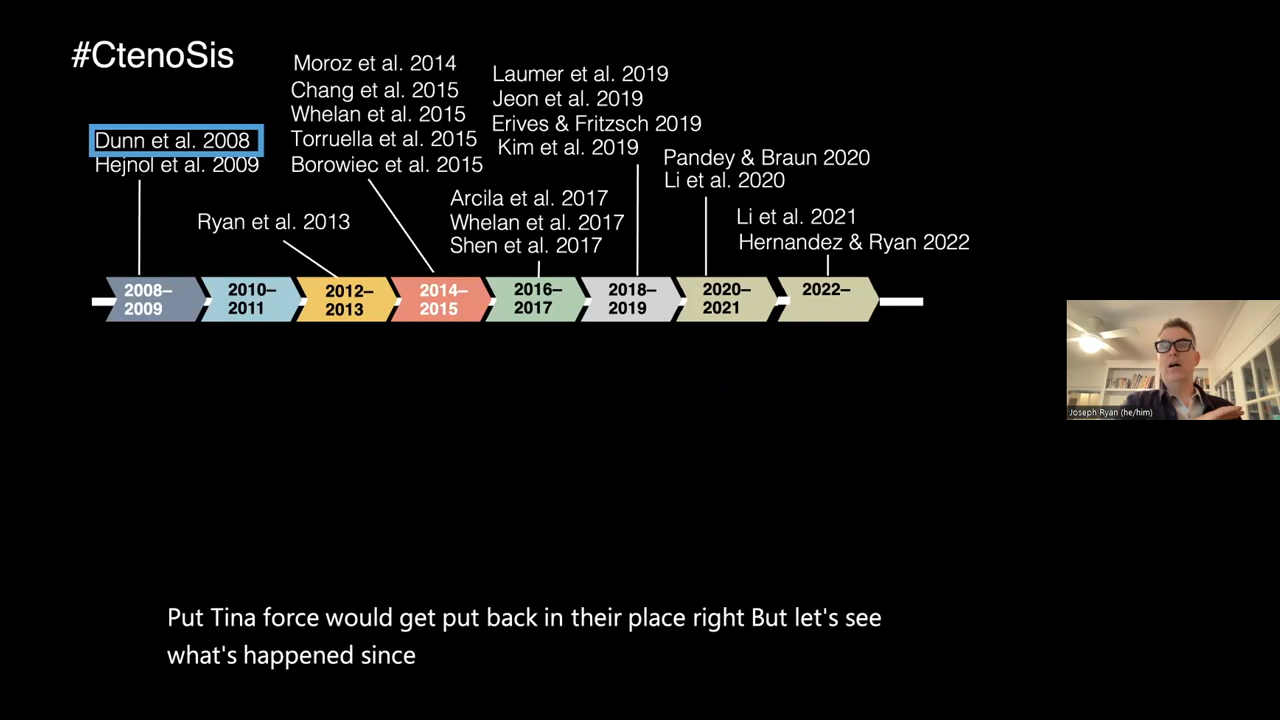 #CtenoSis
Dunn et al. 2008
Hejnol et al. 2009
Ryan et al. 2013
Moroz et al. 2014
Chang et al. 2015
Whelan et al. 2015
Torruella et al. 2015
Borowiec et al. 2015
Arcila et al. 2017
Whelan et al. 2017
Shen et al. 2017
Laumer et al. 2019
Jeon et al. 2019
Erives & Fritzsch 2019
Kim et al. 2019
Pandey & Braun 2020
Li et al. 2020
Li et al. 2021
Hernandez & Ryan 2022
2008–
2009
2010–
2011
2012–
2013
2014–
2015
2016–
2017
2018–
2019
2020–
2021
2022–
Joseph Ryan (he/him)
Put Tina force would get put back in their place right But let's see
what's happened since